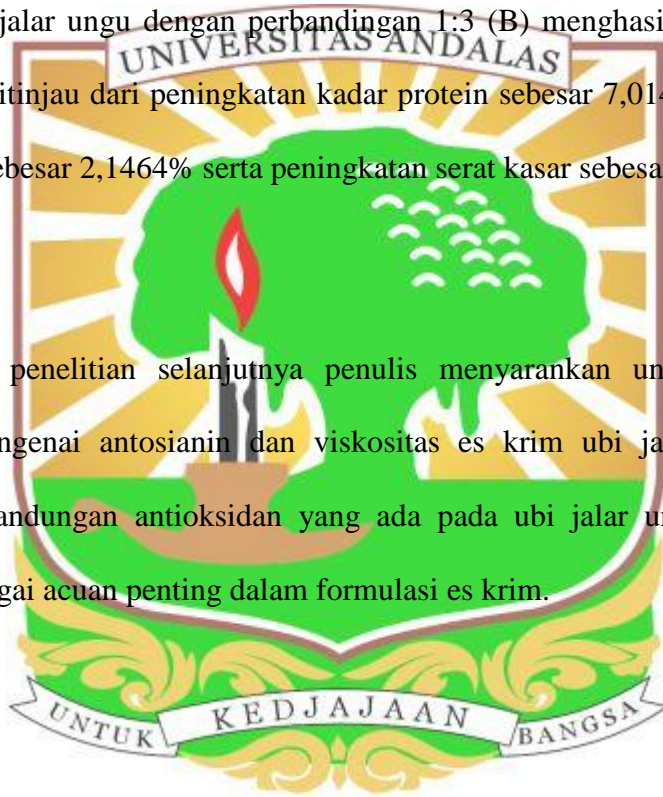 jalar ungu dengan perbandingan 1:3 (B) menghasi
UNIVERSITAS ANDALAS
itinjau dari peningkatan kadar protein sebesar 7,014
ebesar 2,1464% serta peningkatan serat kasar sebesa
penelitian selanjutnya penulis menyarankan un
ngenai antosianin dan viskositas es krim ubi ja
andungan antioksidan yang ada pada ubi jalar u
gai acuan penting dalam formulasi es krim.
UNTUK KEDJAJAAN BANGSA